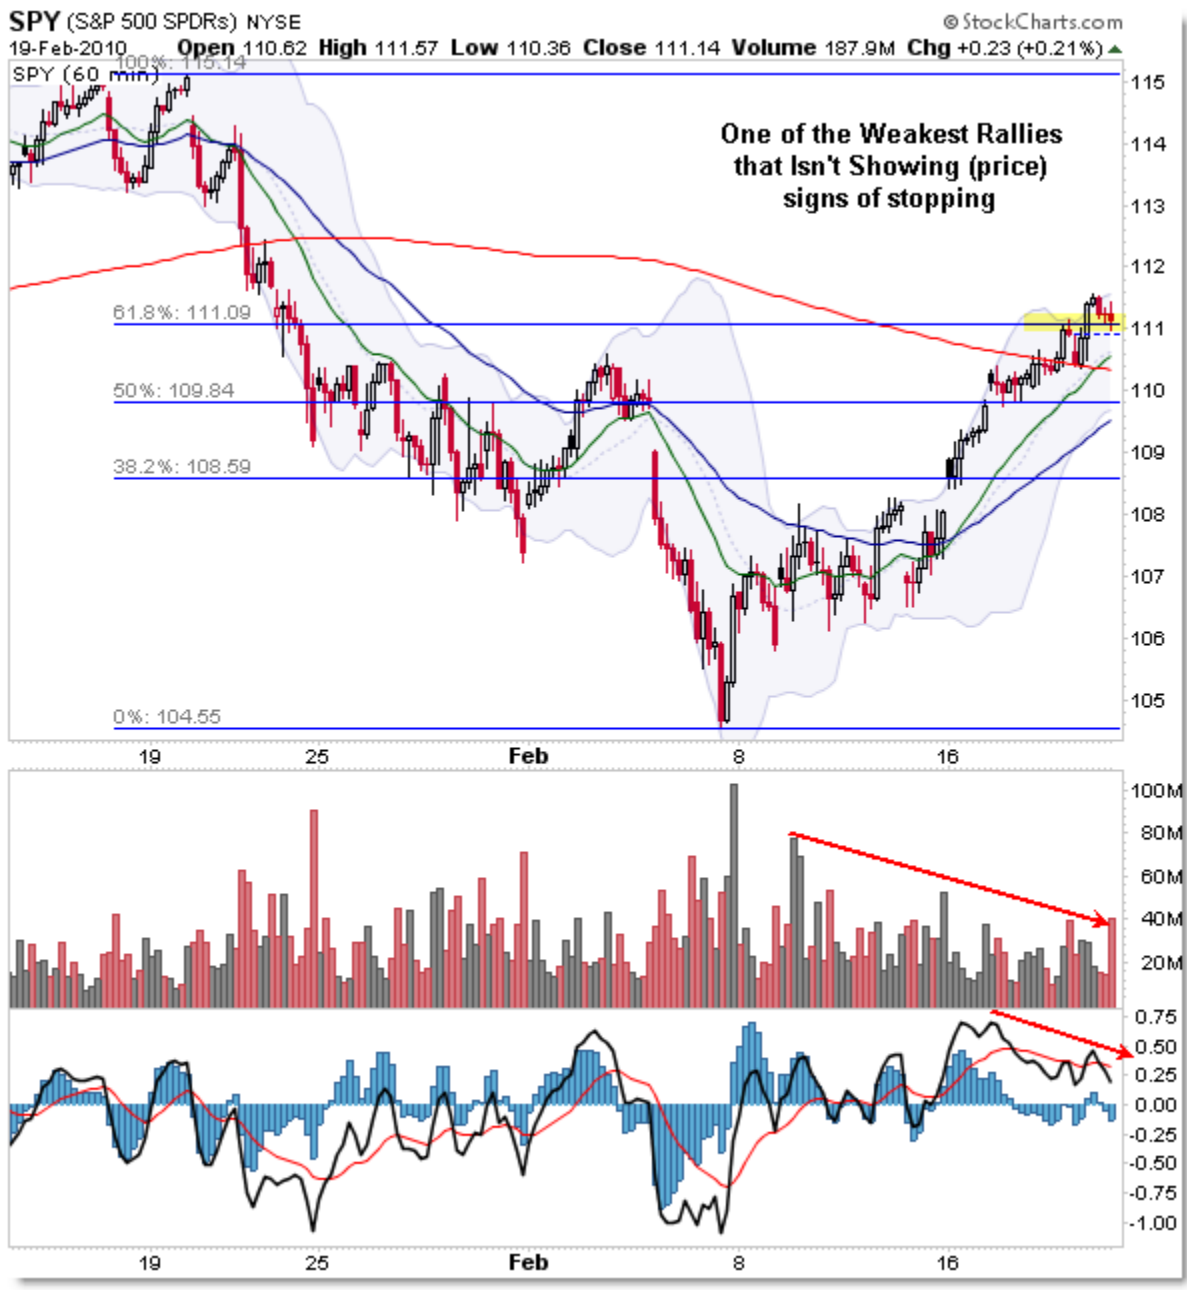 SPY (S&P 500 SPDRs) NYSE © StockCharts.com
19-Feb-2010 Open 110.62 High 111.57 Low 110.36 Close 111.14 Volume 187.9M Chg +0.23 (+0.21%)
100%: 115.14
SPY (60 min)
115
One of the Weakest Rallies
114
that Isn't Showing (price)
signs of stopping
113
112
61.8%: 111.09
111
50%: 109.84
110
109
38.2%: 108.59
108
107
106
105
0%: 104.55
19 25 Feb 8 16
100M
80M
60M
40M
20M
0.75
0.50
0.25
0.00
-0.25
-0.50
-0.75
-1.00
19 25 Feb 8 16